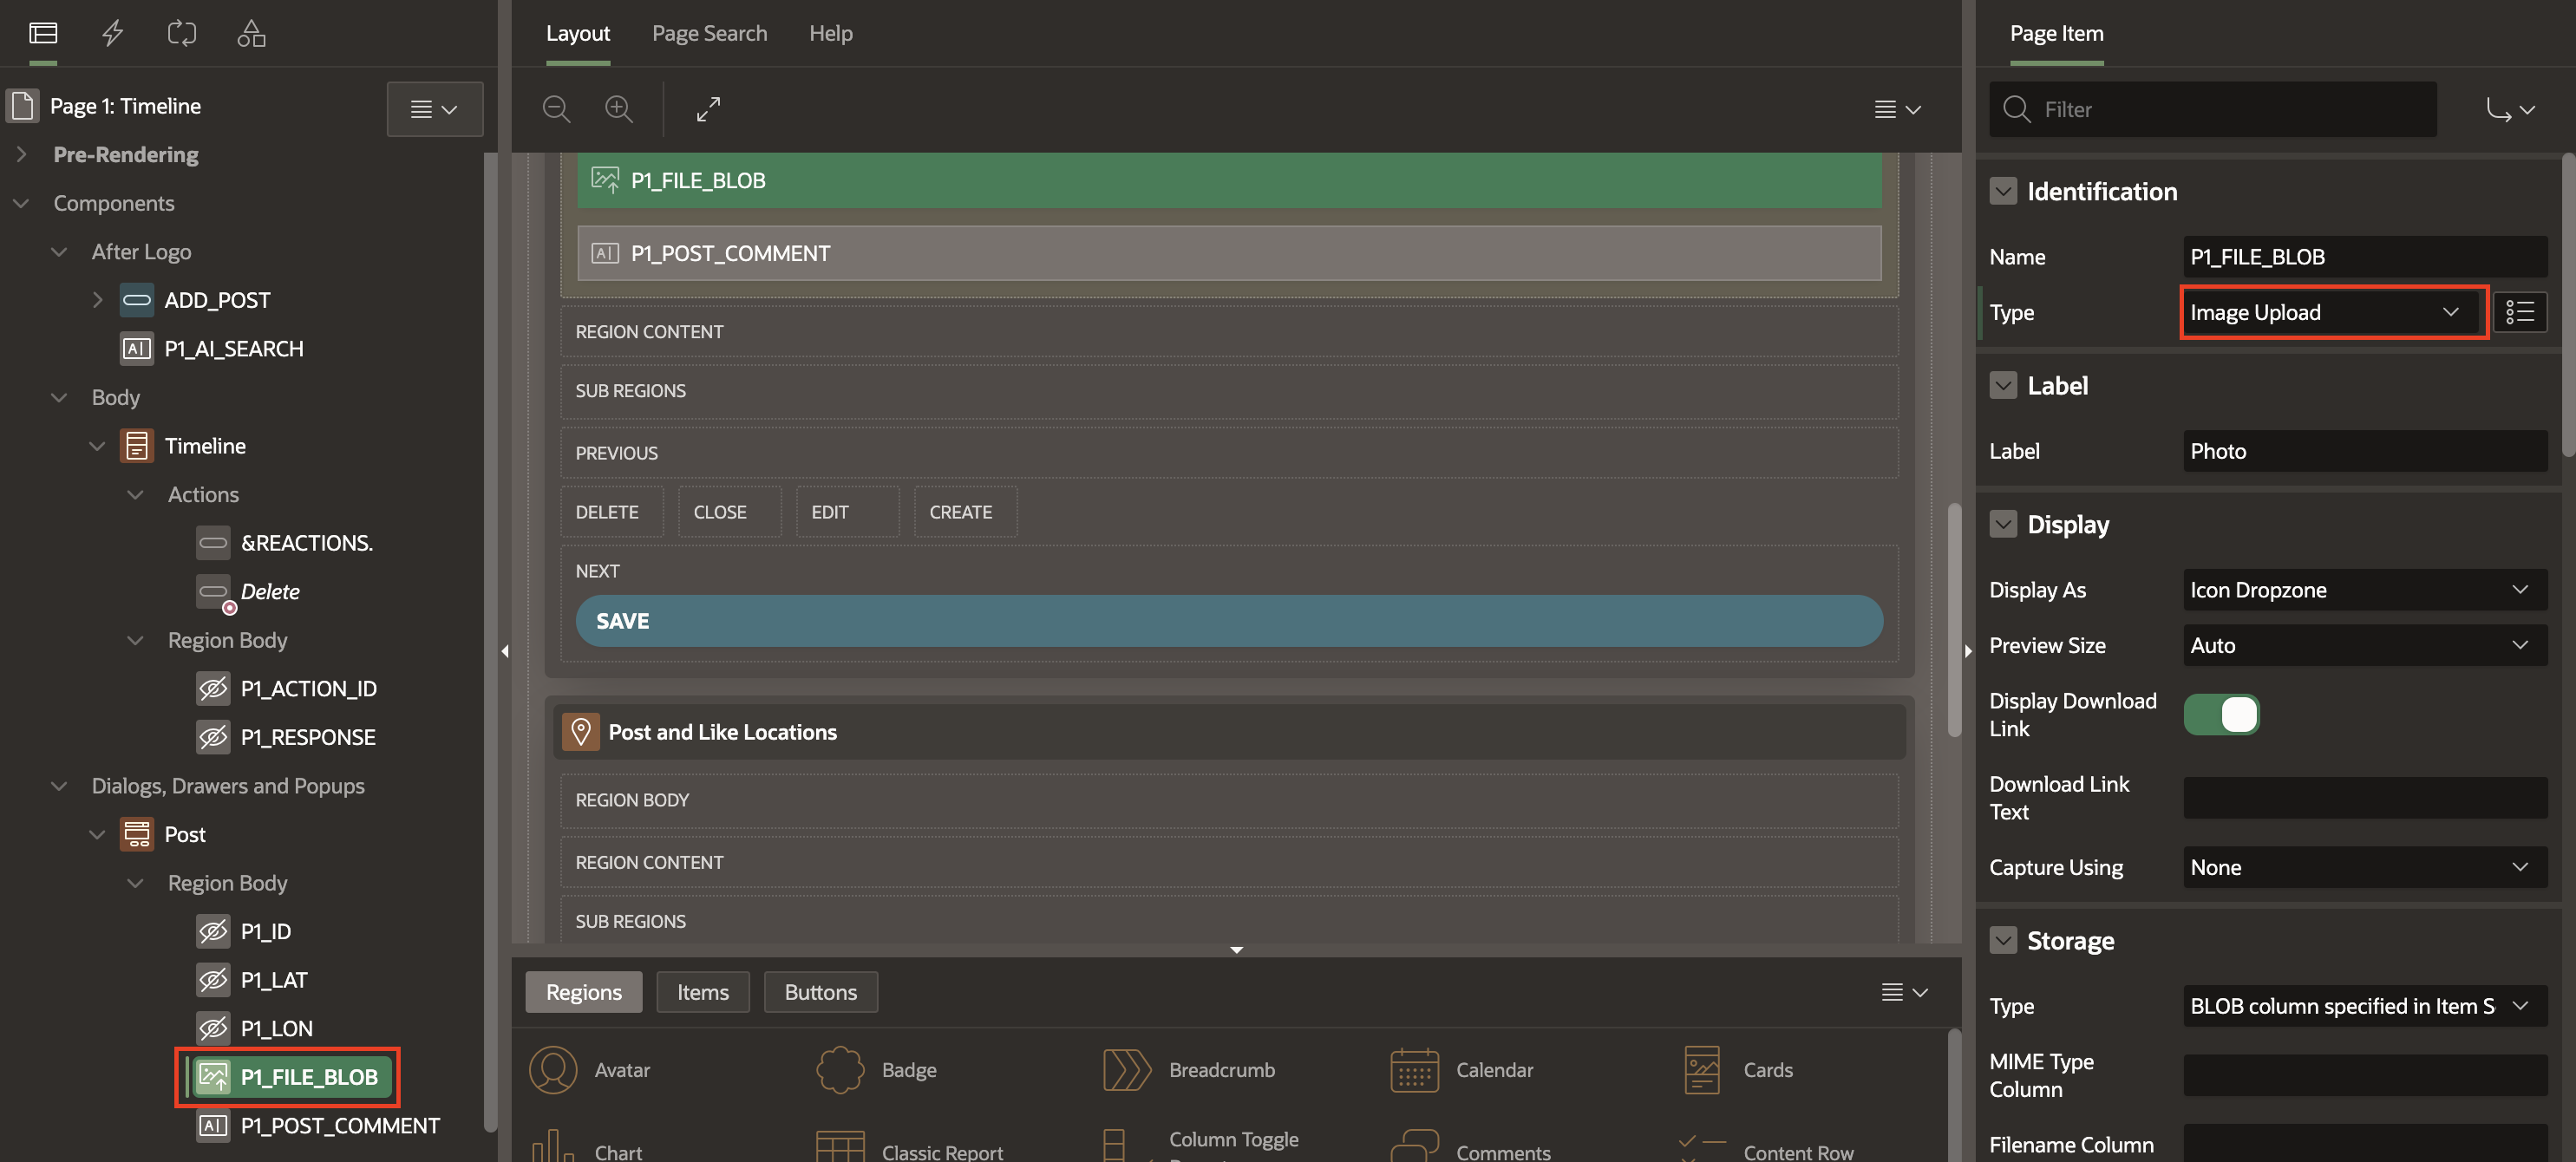 Page 1: Timeline
Pre-Rendering
Components
After Logo
ADD_POST
P1_AI_SEARCH
Body
Timeline
Actions
&REACTIONS.
Delete
Region Body
P1_ACTION_ID
P1_RESPONSE
Dialogs, Drawers and Popups
Post
Region Body
P1_ID
P1_LAT
P1_LON
P1_FILE_BLOB
P1_POST_COMMENT
Layout Page Search Help
P1_FILE_BLOB
P1_POST_COMMENT
REGION CONTENT
SUB REGIONS
PREVIOUS
DELETE CLOSE EDIT CREATE
NEXT
SAVE
Post and Like Locations
REGION BODY
REGION CONTENT
SUB REGIONS
Regions Items Buttons
Avatar Badge Breadcrumb Calendar Cards
Chart Classic Report Column Toggle Comments Content Row
Page Item
Filter
Identification
Name P1_FILE_BLOB
Type Image Upload
Label
Label Photo
Display
Display As Icon Dropzone
Preview Size Auto
Display Download
Link
Download Link
Text
Capture Using None
Storage
Type BLOB column specified in Item S
MIME Type
Column
Filename Column